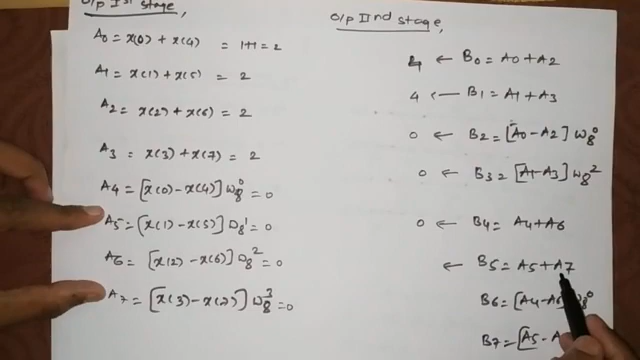 O/p Ist stage,
A0 = x(0) + x(4) = 1+1 = 2
A1 = x(1) + x(5) = 2
A2 = x(2) + x(6) = 2
A3 = x(3) + x(7) = 2
A4 = [x(0) - x(4)] W8^0 = 0
A5 = [x(1) - x(5)] W8^1 = 0
A6 = [x(2) - x(6)] W8^2 = 0
A7 = [x(3) - x(7)] W8^3 = 0
O/p IInd stage,
4 ← B0 = A0 + A2
4 ← B1 = A1 + A3
0 ← B2 = [A0 - A2] W8^0
0 ← B3 = [A1 - A3] W8^2
0 ← B4 = A4 + A6
← B5 = A5 + A7
B6 = [A4 - A6] W8^0
B7 = [A5 - A